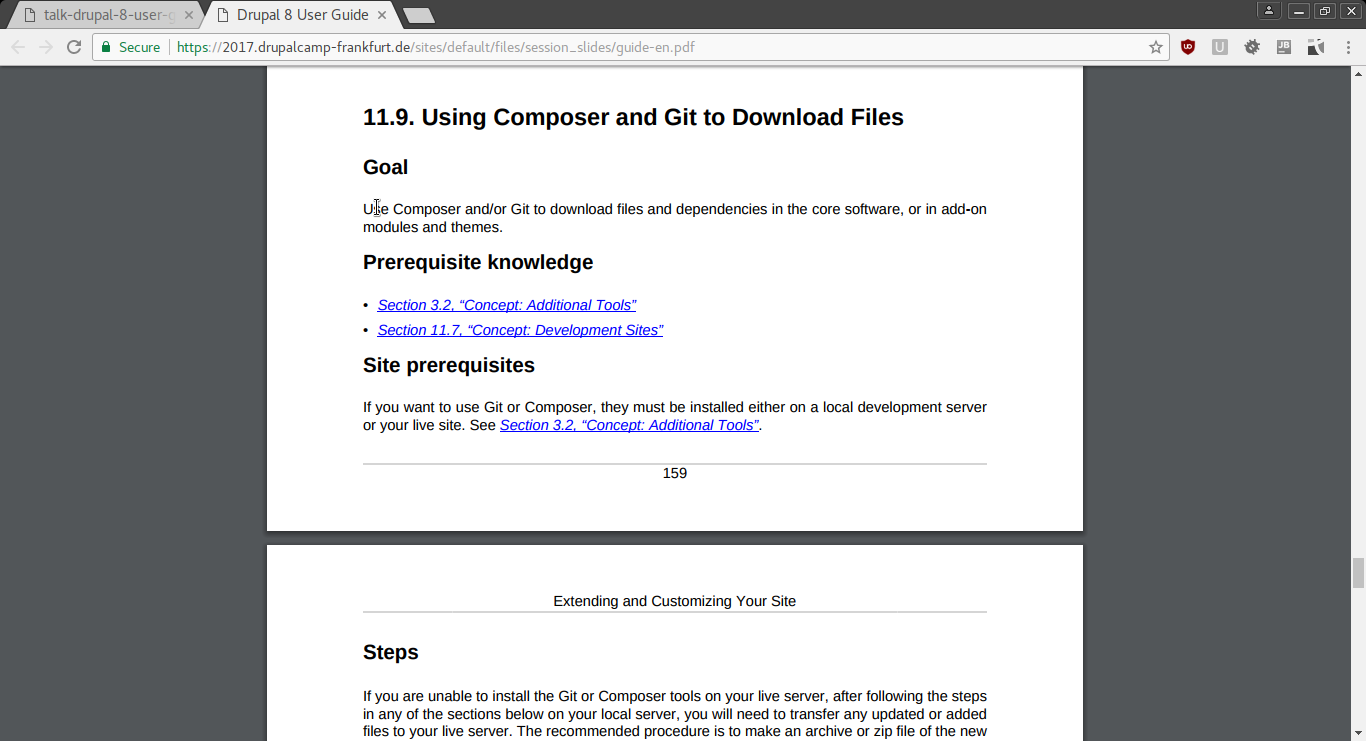 talk-drupal-8-user-g
Drupal 8 User Guide
Secure
https://2017.drupalcamp-frankfurt.de/sites/default/files/session_slides/guide-en.pdf
U
JB
11.9. Using Composer and Git to Download Files
Goal
Use Composer and/or Git to download files and dependencies in the core software, or in add-on
modules and themes.
Prerequisite knowledge
• Section 3.2, “Concept: Additional Tools”
• Section 11.7, “Concept: Development Sites”
Site prerequisites
If you want to use Git or Composer, they must be installed either on a local development server
or your live site. See Section 3.2, “Concept: Additional Tools”.
159
Extending and Customizing Your Site
Steps
If you are unable to install the Git or Composer tools on your live server, after following the steps
in any of the sections below on your local server, you will need to transfer any updated or added
files to your live server. The recommended procedure is to make an archive or zip file of the new